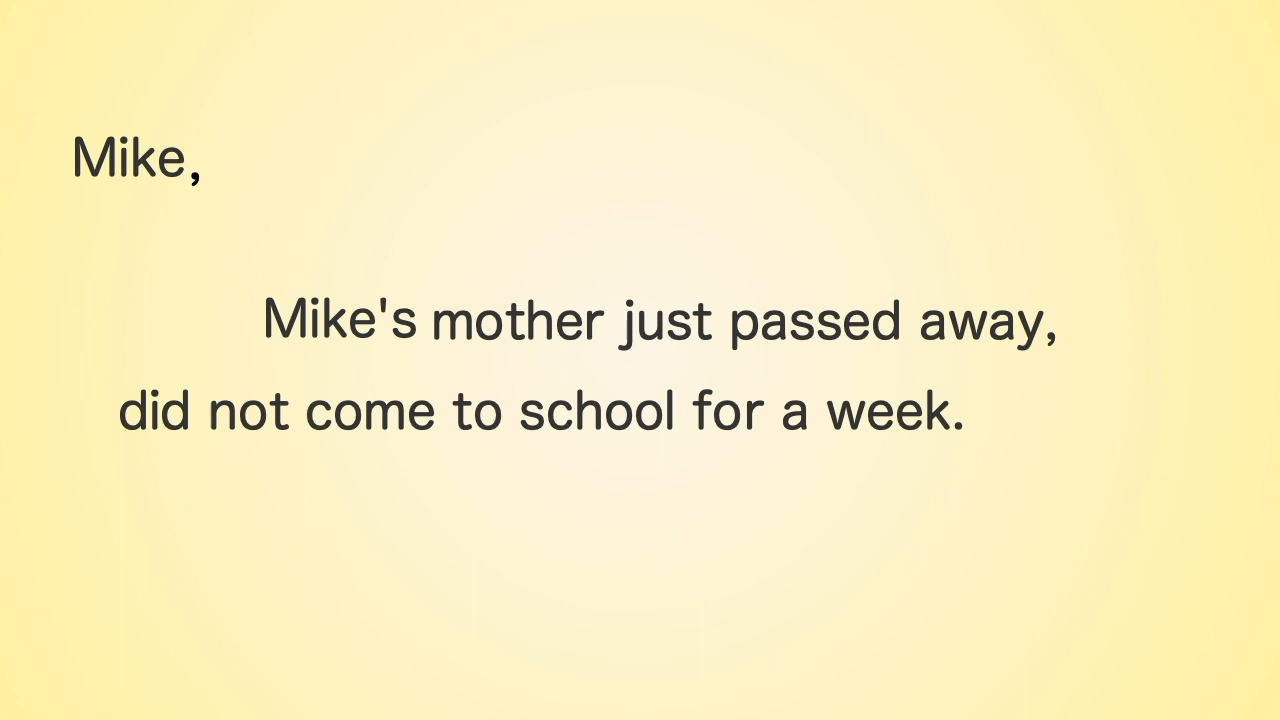 Mike,
Mike's mother just passed away,
did not come to school for a week.